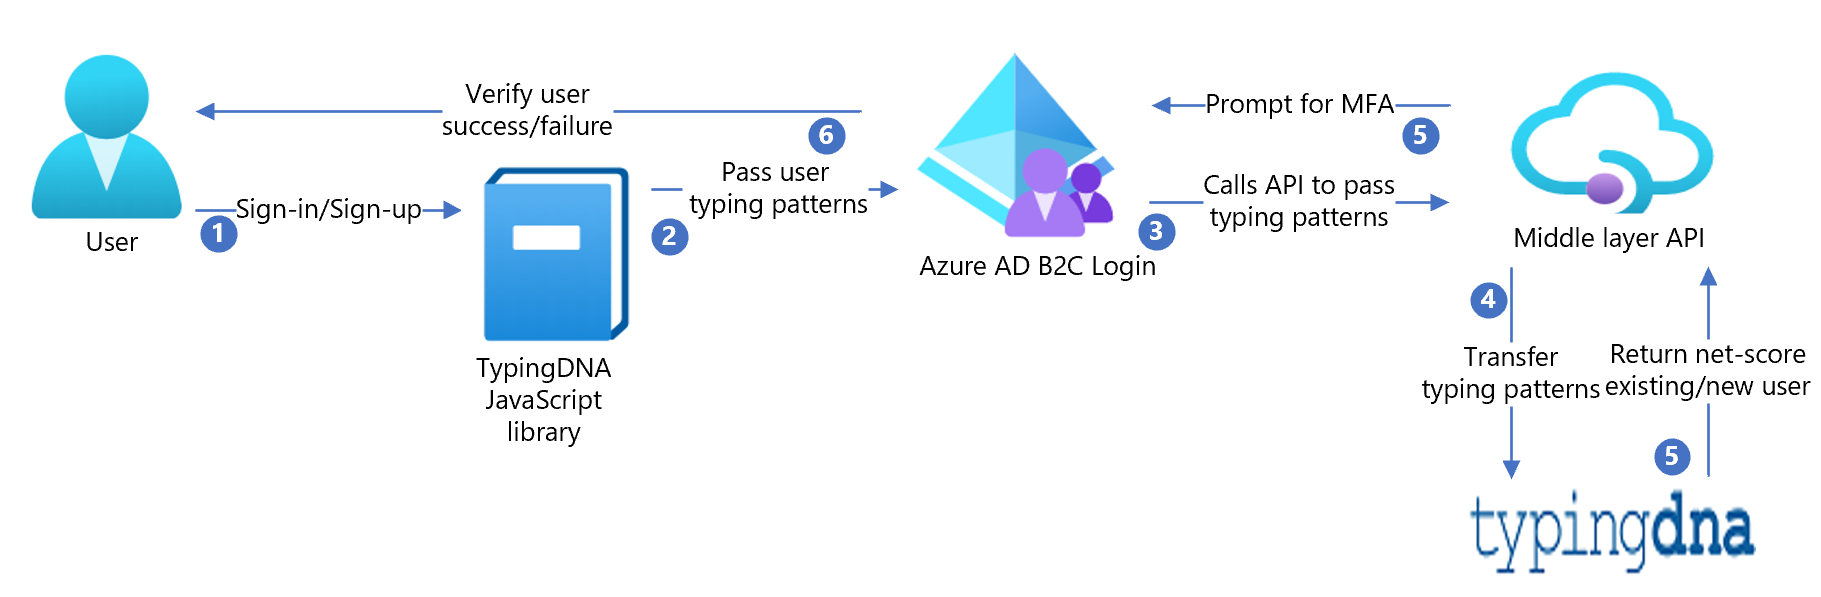 Verify user
success/failure
6
Prompt for MFA
5
Sign-in/Sign-up
1
User
Pass user
typing patterns
2
Calls API to pass
typing patterns
3
Azure AD B2C Login
Middle layer API
TypingDNA
JavaScript
library
4
Transfer
typing patterns
Return net-score
existing/new user
5
typingdna